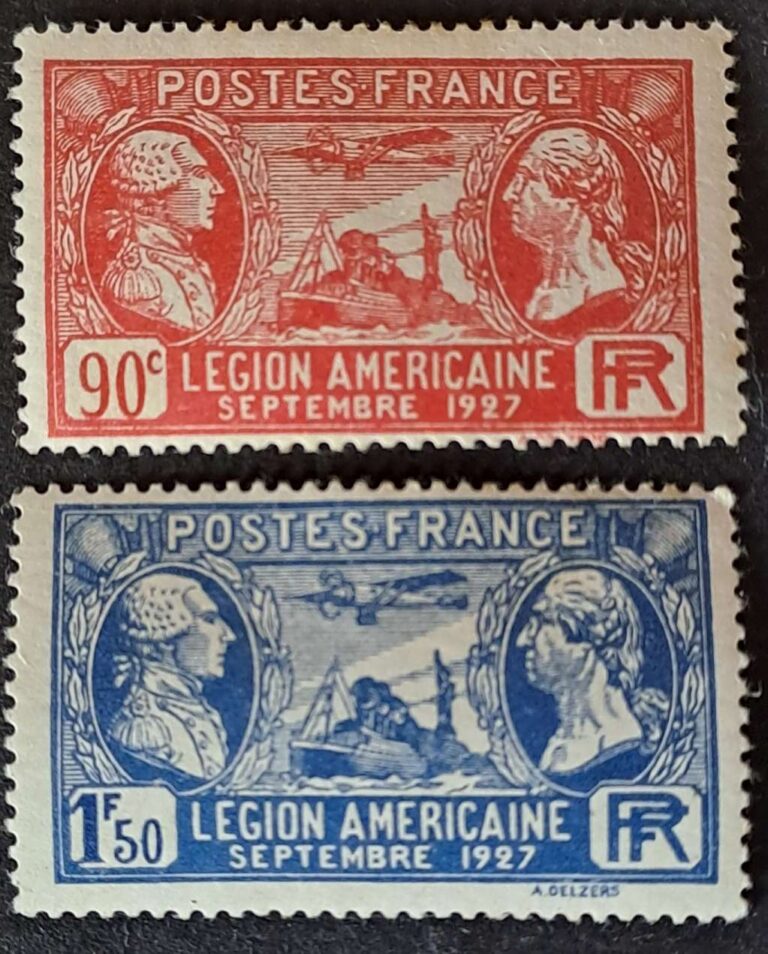 POSTES·FRANCE
90c LEGION AMERICAINE RF
SEPTEMBRE 1927
POSTES·FRANCE
1F50 LEGION AMERICAINE RF
SEPTEMBRE 1927
A. DELZERS